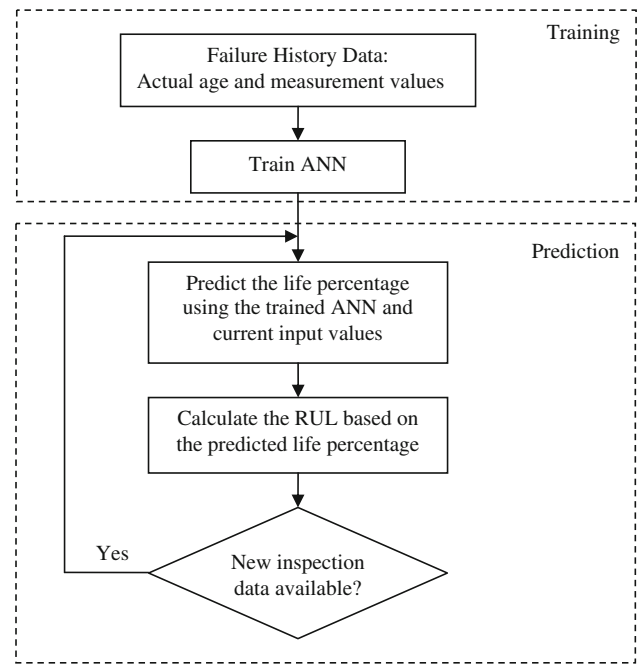 Training
Failure History Data:
Actual age and measurement values
Train ANN
Prediction
Predict the life percentage
using the trained ANN and
current input values
Calculate the RUL based on
the predicted life percentage
Yes
New inspection
data available?